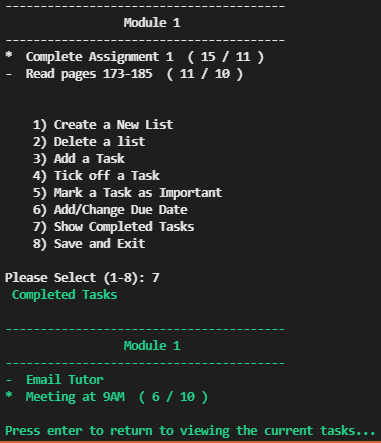 ----------------------------------------
Module 1
----------------------------------------
*  Complete Assignment 1  ( 15 / 11 )
-  Read pages 173-185  ( 11 / 10 )
1) Create a New List
2) Delete a list
3) Add a Task
4) Tick off a Task
5) Mark a Task as Important
6) Add/Change Due Date
7) Show Completed Tasks
8) Save and Exit
Please Select (1-8): 7
Completed Tasks
----------------------------------------
Module 1
----------------------------------------
-  Email Tutor
*  Meeting at 9AM  ( 6 / 10 )
Press enter to return to viewing the current tasks...